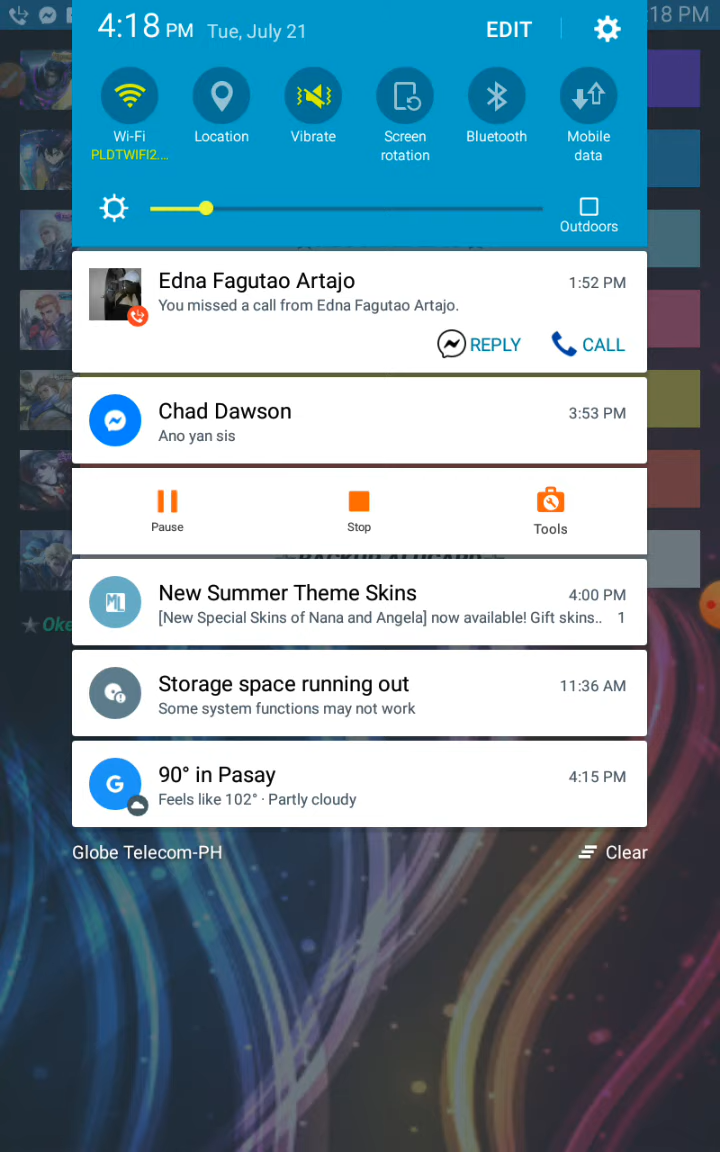 4:18 PM Tue, July 21 EDIT
:18 PM
Wi-Fi
PLDTWIFI2....
Location
Vibrate
Screen
rotation
Bluetooth
Mobile
data
Outdoors
Edna Fagutao Artajo 1:52 PM
You missed a call from Edna Fagutao Artajo.
REPLY CALL
Chad Dawson 3:53 PM
Ano yan sis
Pause Stop Tools
ML
New Summer Theme Skins 4:00 PM
[New Special Skins of Nana and Angela] now available! Gift skins.. 1
Oke
Storage space running out 11:36 AM
Some system functions may not work
G
90° in Pasay 4:15 PM
Feels like 102° · Partly cloudy
Globe Telecom-PH Clear